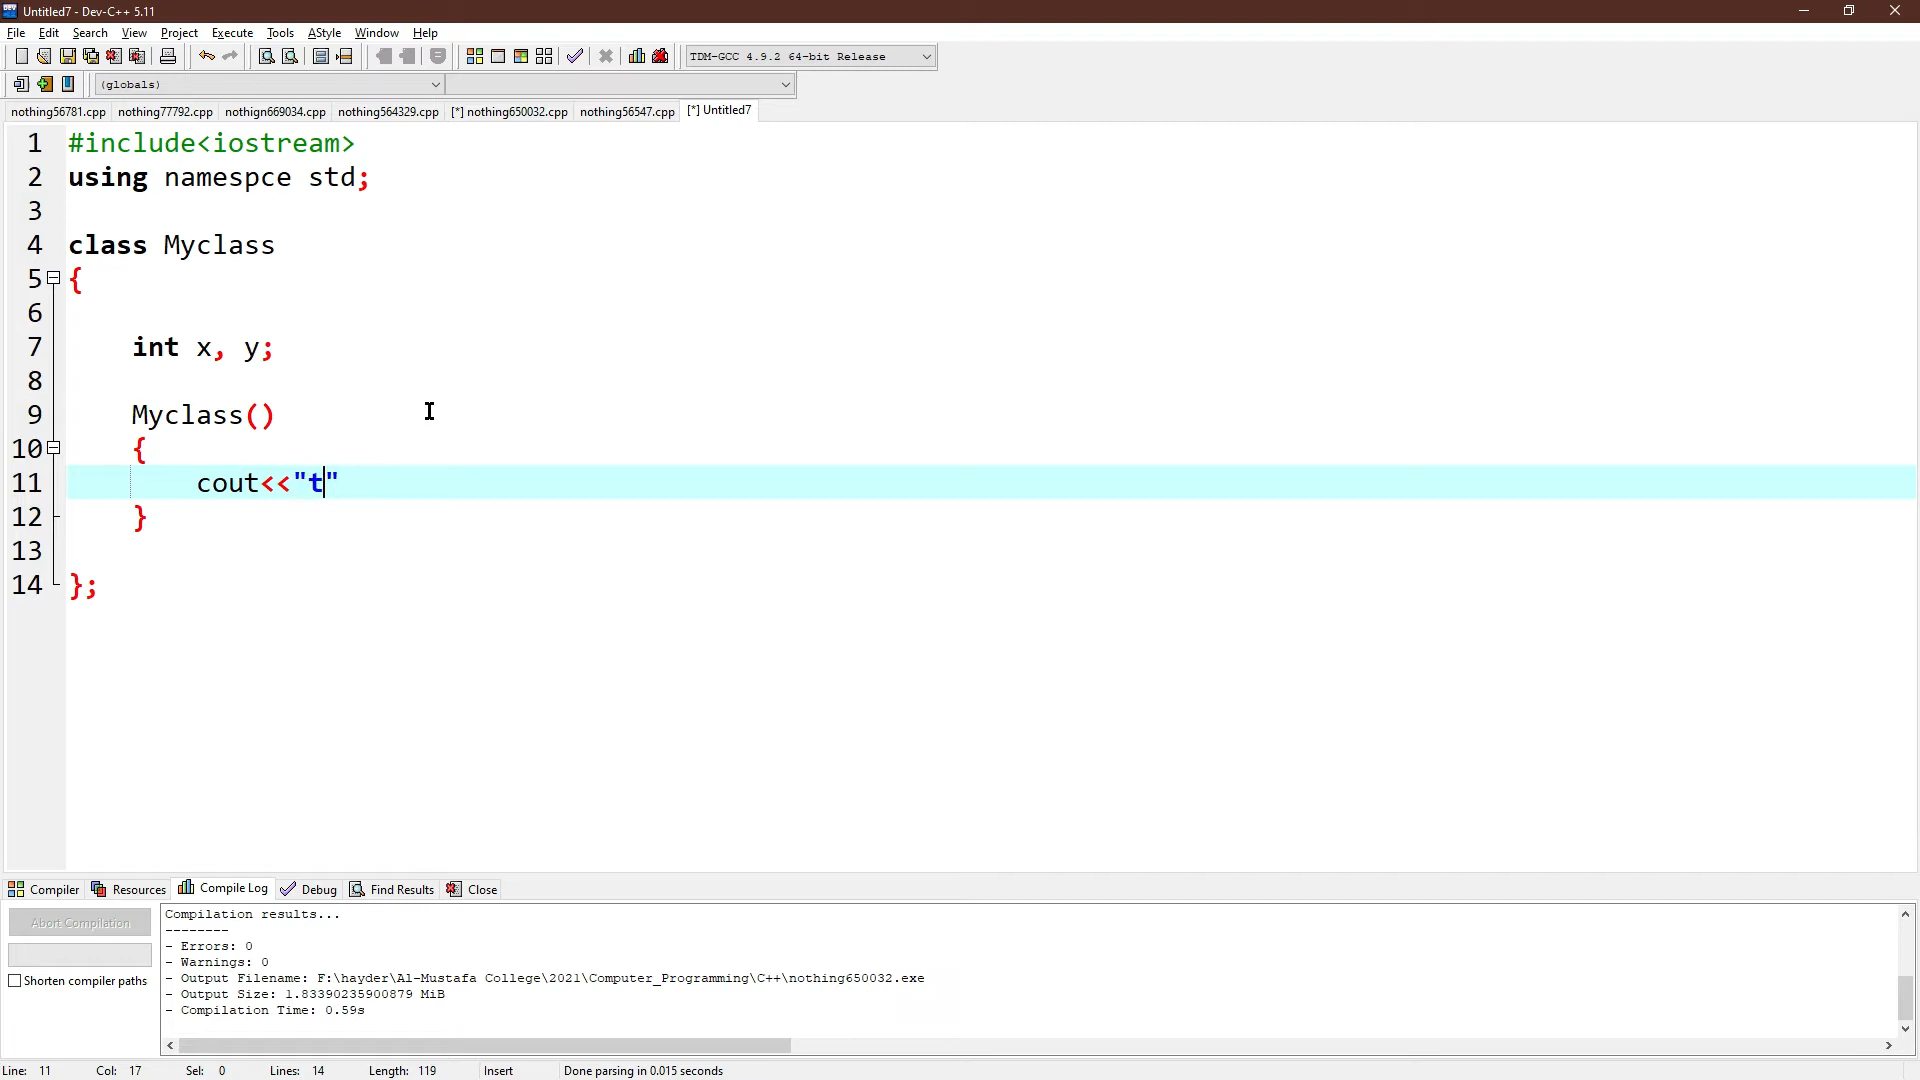 Untitled7 - Dev-C++ 5.11
File Edit Search View Project Execute Tools AStyle Window Help
TDM-GCC 4.9.2 64-bit Release
(globals)
nothing56781.cpp nothing77792.cpp nothign669034.cpp nothing564329.cpp [*] nothing650032.cpp nothing56547.cpp [*] Untitled7
1 #include<iostream>
2 using namespce std;
3
4 class Myclass
5 {
6
7 int x, y;
8
9 Myclass()
10 {
11 cout<<"t"
12 }
13
14 };
Compiler Resources Compile Log Debug Find Results Close
Abort Compilation
Shorten compiler paths
Compilation results...
--------
- Errors: 0
- Warnings: 0
- Output Filename: F:\hayder\Al-Mustafa College\2021\Computer_Programming\C++\nothing650032.exe
- Output Size: 1.83390235900879 MiB
- Compilation Time: 0.59s
Line: 11 Col: 17 Sel: 0 Lines: 14 Length: 119 Insert Done parsing in 0.015 seconds